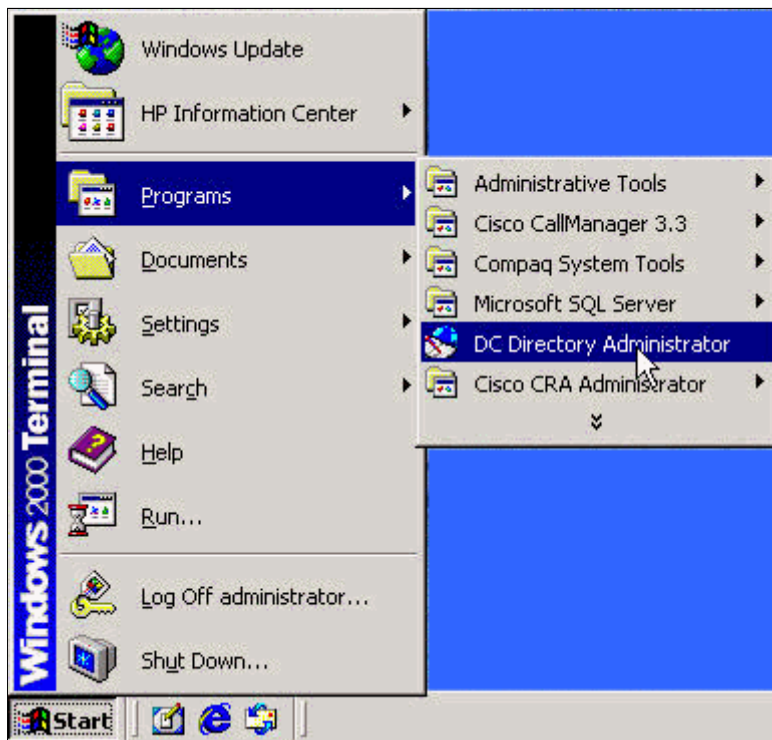 Windows Update
HP Information Center
Programs
Documents
Settings
Search
Help
Run...
Log Off administrator...
Shut Down...
Windows 2000 Terminal
Administrative Tools
Cisco CallManager 3.3
Compaq System Tools
Microsoft SQL Server
DC Directory Administrator
Cisco CRA Administrator
Start